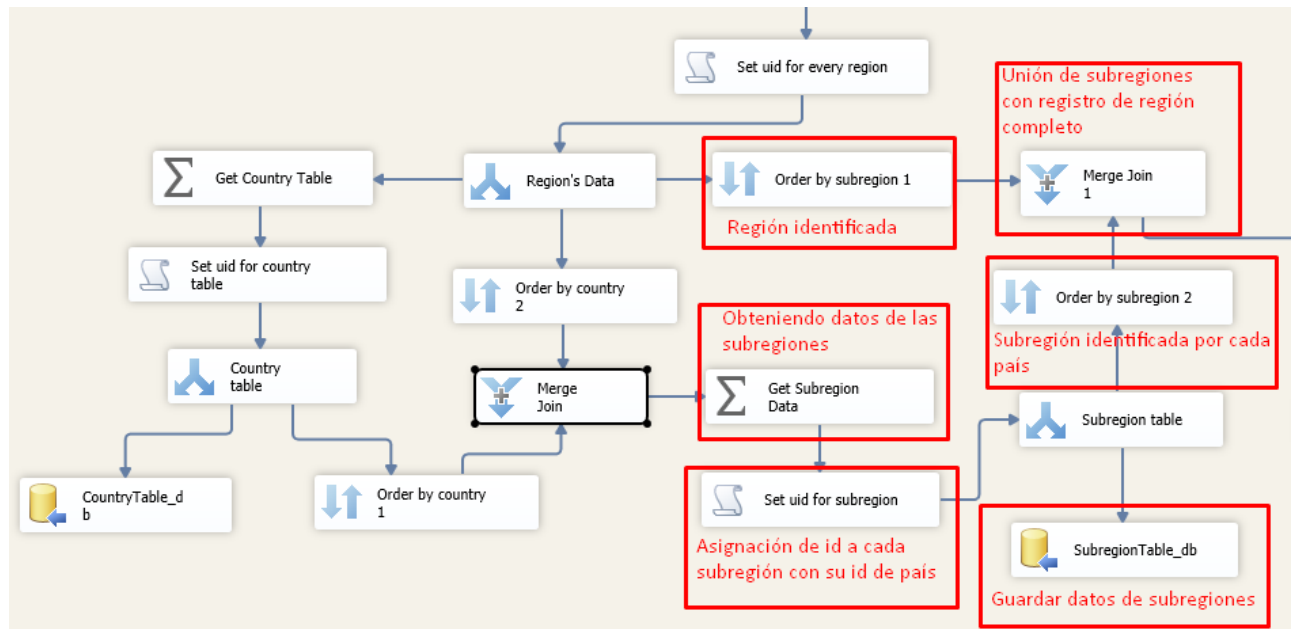 Set uid for every region
Unión de subregiones
con registro de región
completo
Get Country Table
Region's Data
Order by subregion 1
Merge Join
1
Región identificada
Set uid for country
table
Order by country
2
Order by subregion 2
Obteniendo datos de las
subregiones
Subregión identificada por cada
país
Country
table
Merge
Join
Get Subregion
Data
Subregion table
CountryTable_d
b
Order by country
1
Set uid for subregion
Asignación de id a cada
subregión con su id de país
SubregionTable_db
Guardar datos de subregiones